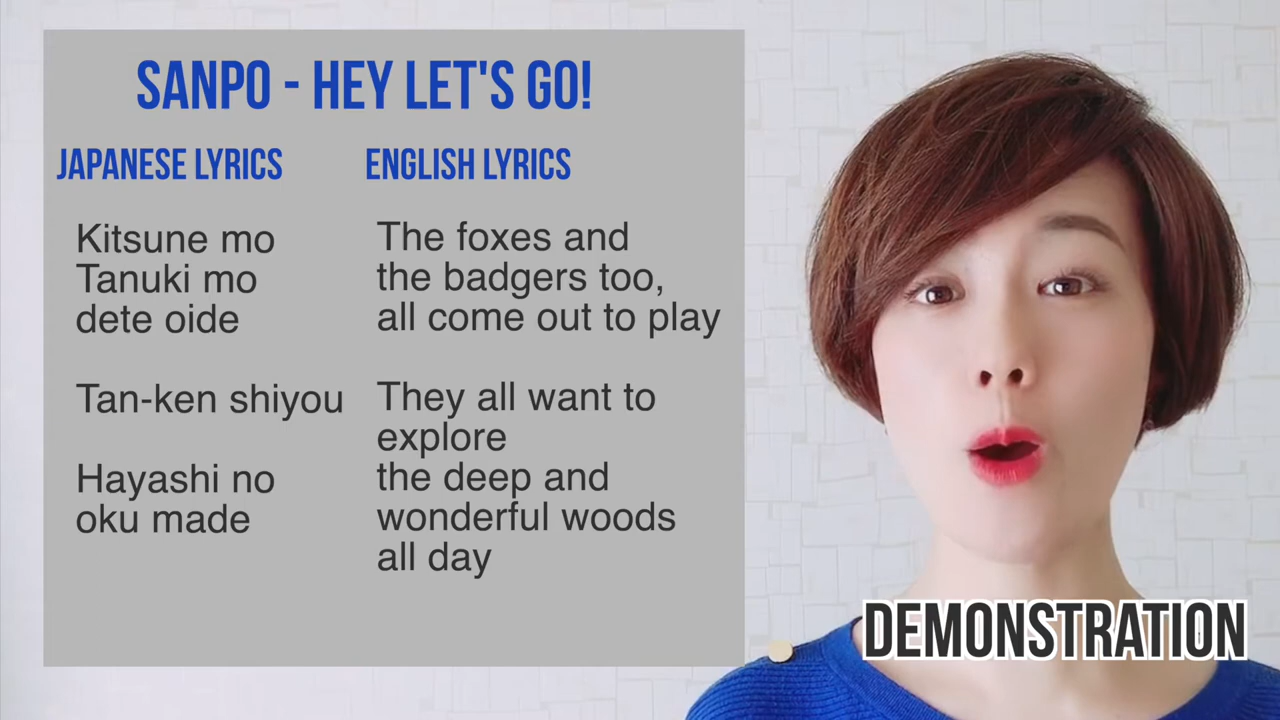 SANPO - HEY LET'S GO!
JAPANESE LYRICS
ENGLISH LYRICS
Kitsune mo
Tanuki mo
dete oide
Tan-ken shiyou
Hayashi no
oku made
The foxes and
the badgers too,
all come out to play
They all want to
explore
the deep and
wonderful woods
all day
DEMONSTRATION